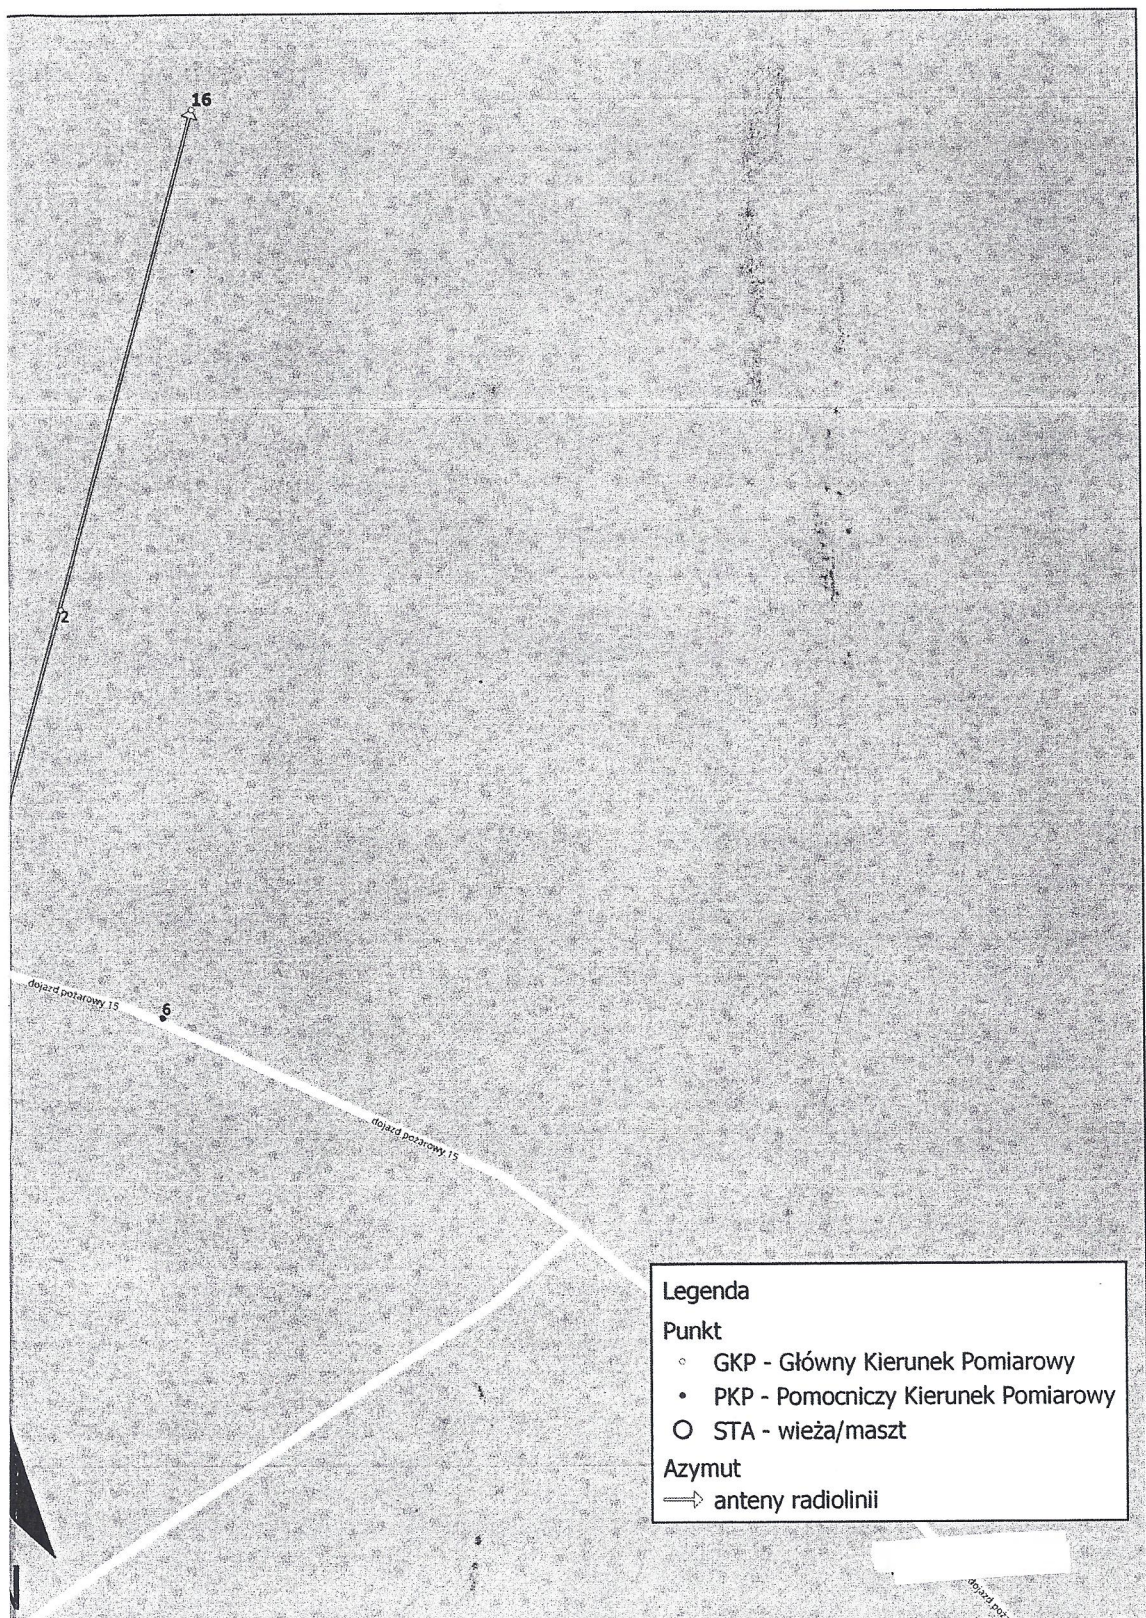 16
2
dojazd pożarowy 15
6
dojazd pożarowy 15
Legenda
Punkt
GKP - Główny Kierunek Pomiarowy
PKP - Pomocniczy Kierunek Pomiarowy
STA - wieża/maszt
Azymut
anteny radiolinii
dojazd